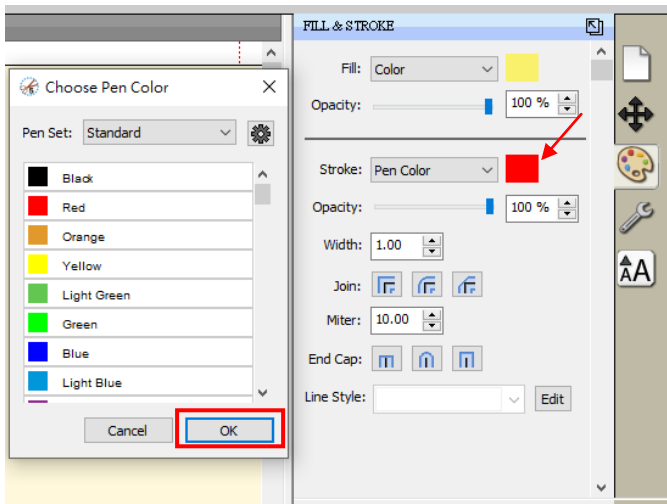 FILL & STROKE
Fill: Color
Opacity: 100 %
Stroke: Pen Color
Opacity: 100 %
Width: 1.00
Join:
Miter: 10.00
End Cap:
Line Style: Edit
Choose Pen Color
Pen Set: Standard
Black
Red
Orange
Yellow
Light Green
Green
Blue
Light Blue
Cancel OK
AA